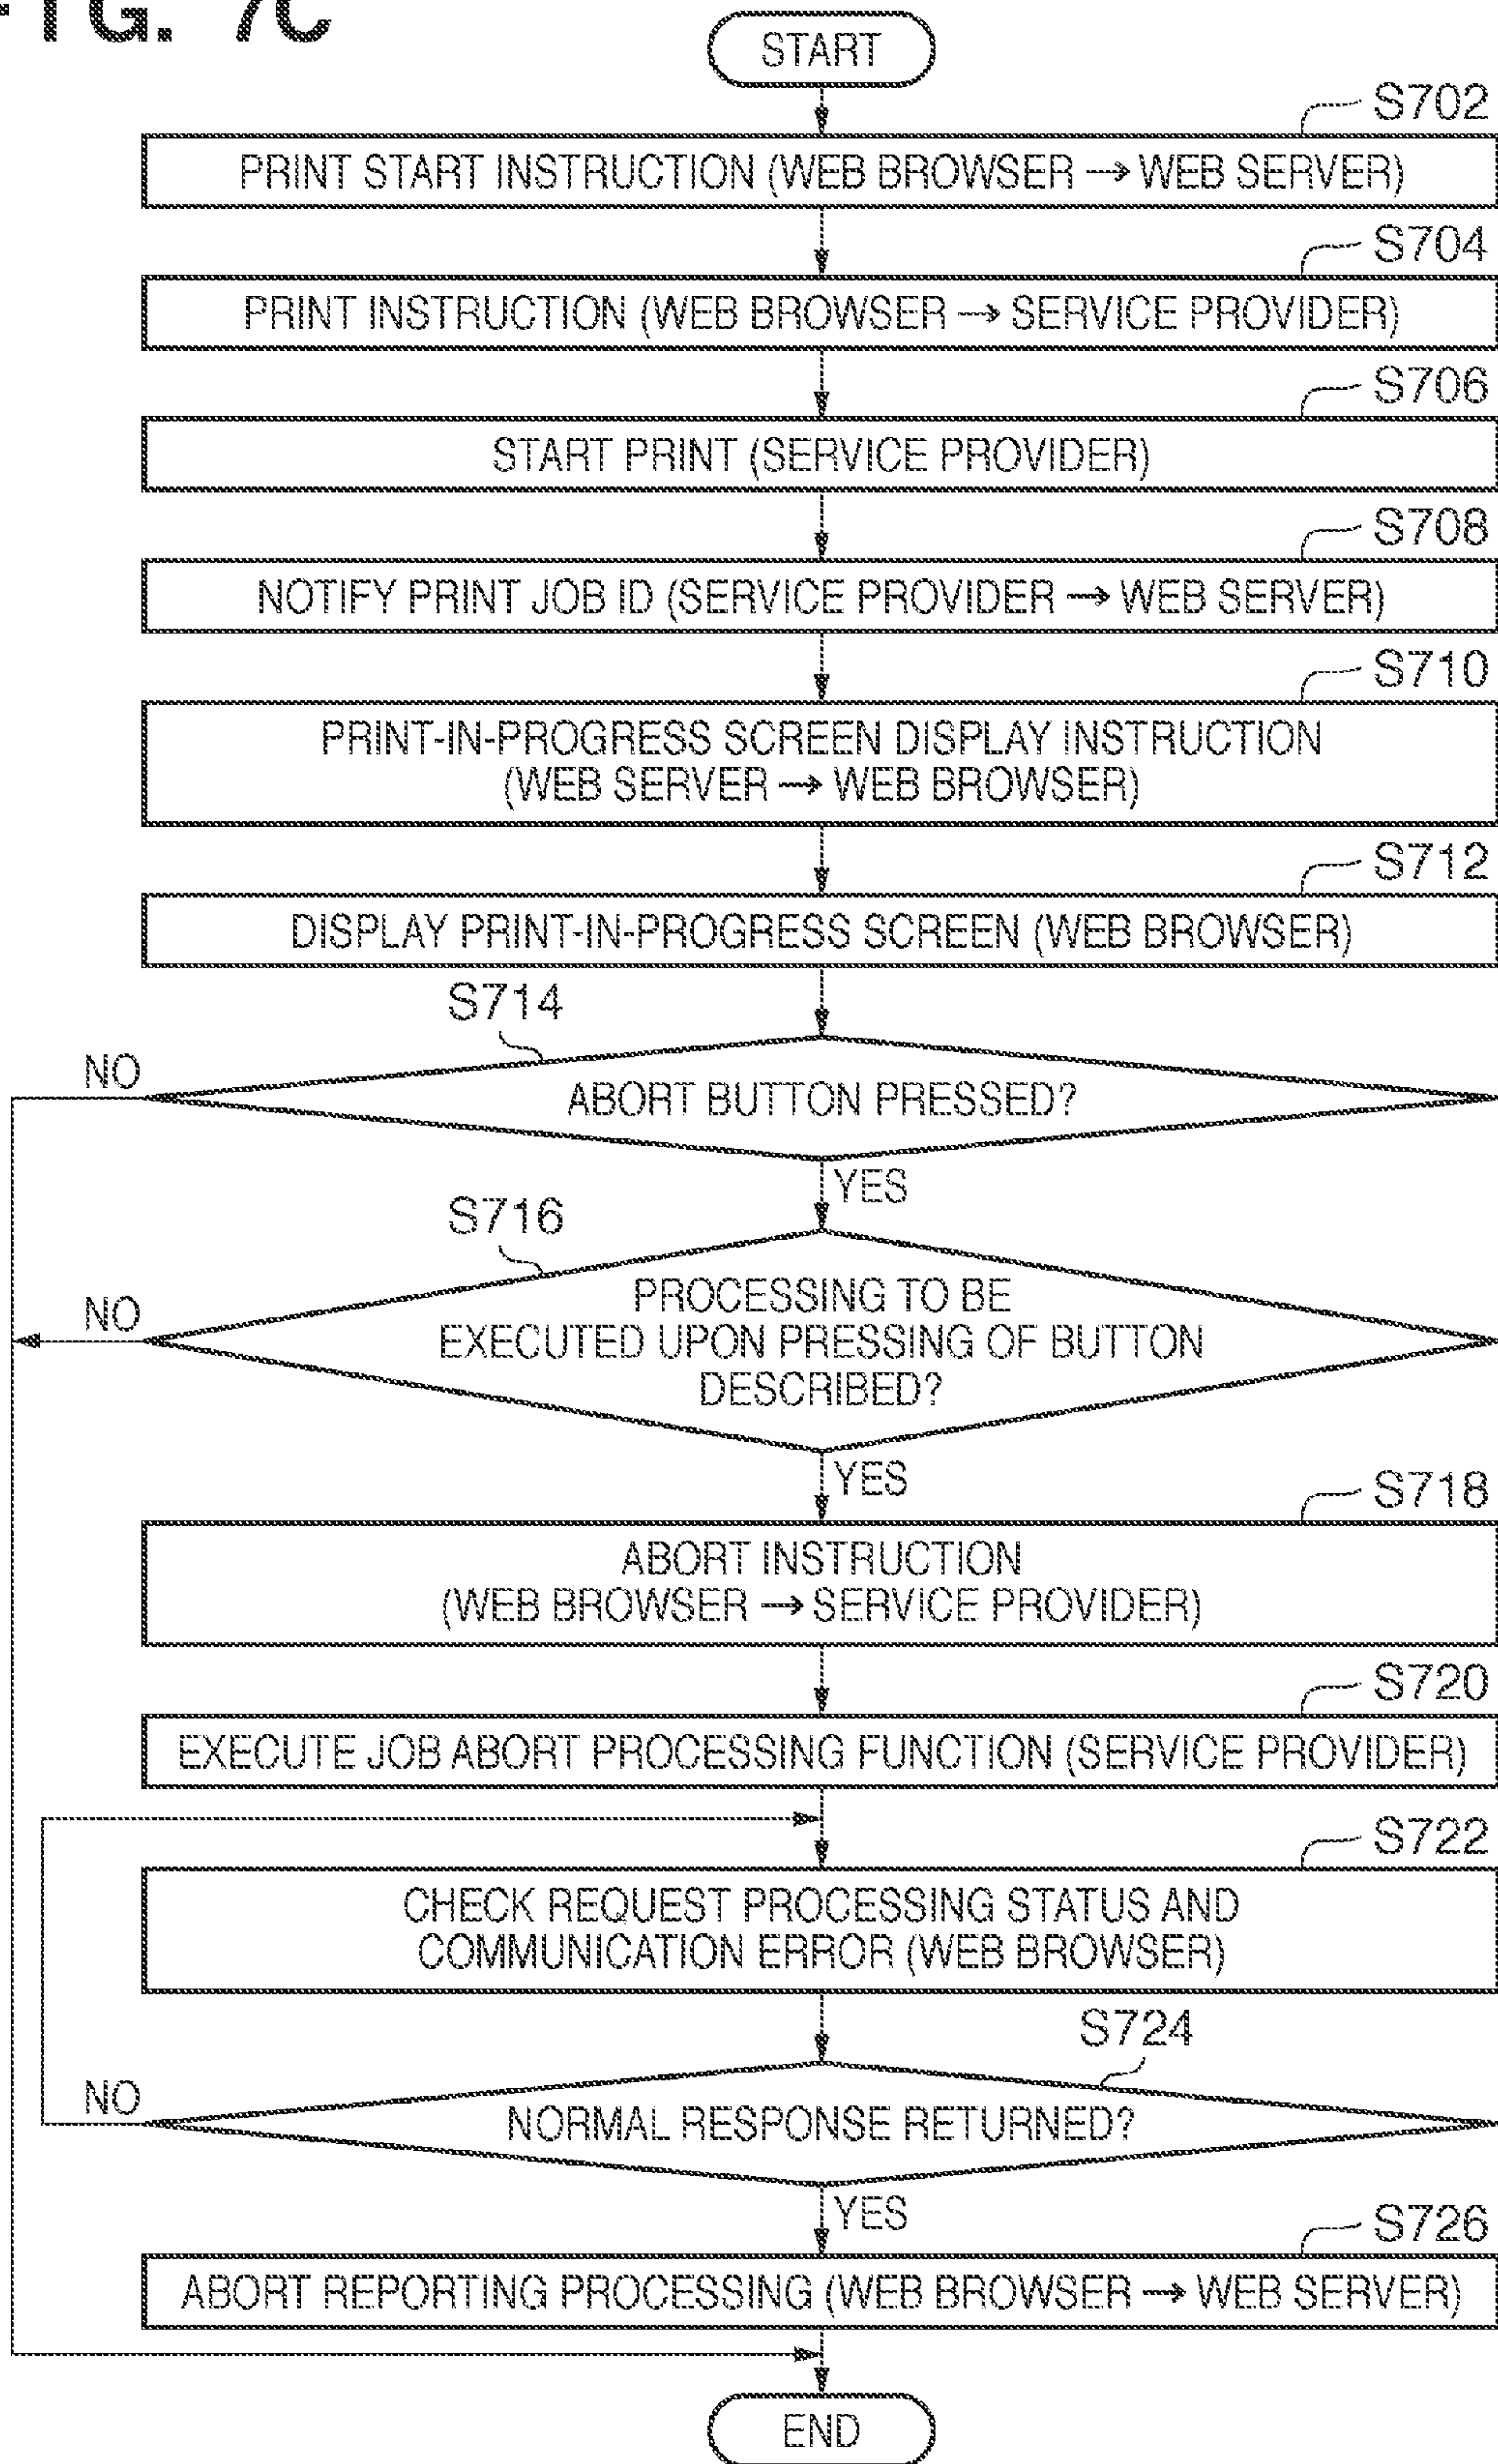 FIG. 7C
START
S702
PRINT START INSTRUCTION (WEB BROWSER → WEB SERVER)
S704
PRINT INSTRUCTION (WEB BROWSER → SERVICE PROVIDER)
S706
START PRINT (SERVICE PROVIDER)
S708
NOTIFY PRINT JOB ID (SERVICE PROVIDER → WEB SERVER)
S710
PRINT-IN-PROGRESS SCREEN DISPLAY INSTRUCTION
(WEB SERVER → WEB BROWSER)
S712
DISPLAY PRINT-IN-PROGRESS SCREEN (WEB BROWSER)
S714
NO
ABORT BUTTON PRESSED?
YES
S716
NO
PROCESSING TO BE
EXECUTED UPON PRESSING OF BUTTON
DESCRIBED?
YES
S718
ABORT INSTRUCTION
(WEB BROWSER → SERVICE PROVIDER)
S720
EXECUTE JOB ABORT PROCESSING FUNCTION (SERVICE PROVIDER)
S722
CHECK REQUEST PROCESSING STATUS AND
COMMUNICATION ERROR (WEB BROWSER)
S724
NO
NORMAL RESPONSE RETURNED?
YES
S726
ABORT REPORTING PROCESSING (WEB BROWSER → WEB SERVER)
END